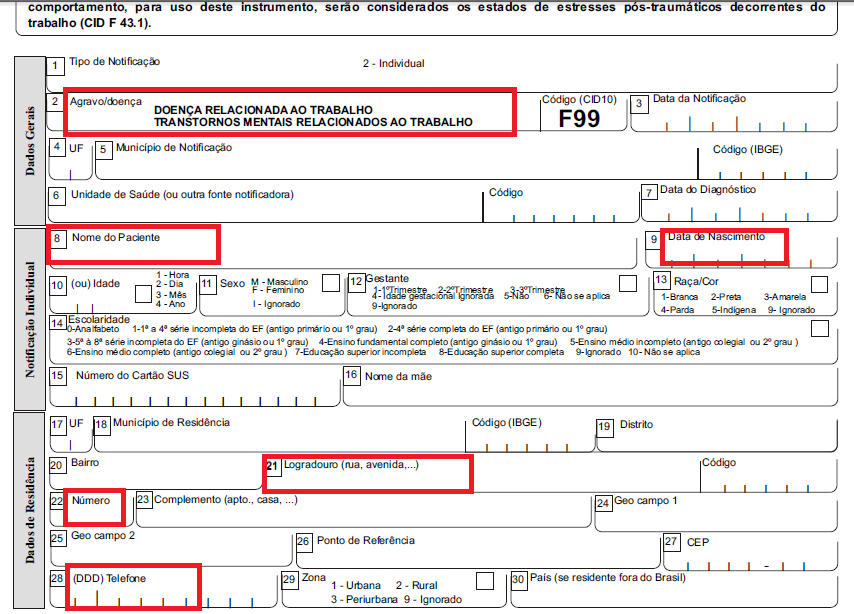 comportamento, para uso deste instrumento, serão considerados os estados de estresses pós-traumáticos decorrentes do
trabalho (CID F 43.1).
1 Tipo de Notificação 2 - Individual
2 Agravo/doença
DOENÇA RELACIONADA AO TRABALHO
TRANSTORNOS MENTAIS RELACIONADOS AO TRABALHO
Código (CID10)
F99
3 Data da Notificação
Dados Gerais
4 UF
5 Município de Notificação
Código (IBGE)
6 Unidade de Saúde (ou outra fonte notificadora)
Código
7 Data do Diagnóstico
Notificação Individual
8 Nome do Paciente
9 Data de Nascimento
10 (ou) Idade
1 - Hora
2 - Dia
3 - Mês
4 - Ano
11 Sexo M - Masculino
F - Feminino
I - Ignorado
12 Gestante
1-1ºTrimestre 2-2ºTrimestre 3-3ºTrimestre
4- Idade gestacional Ignorada 5-Não 6- Não se aplica
9-Ignorado
13 Raça/Cor
1-Branca 2-Preta 3-Amarela
4-Parda 5-Indígena 9- Ignorado
14 Escolaridade
0-Analfabeto 1-1ª a 4ª série incompleta do EF (antigo primário ou 1º grau) 2-4ª série completa do EF (antigo primário ou 1º grau)
3-5ª à 8ª série incompleta do EF (antigo ginásio ou 1º grau) 4-Ensino fundamental completo (antigo ginásio ou 1º grau) 5-Ensino médio incompleto (antigo colegial ou 2º grau )
6-Ensino médio completo (antigo colegial ou 2º grau ) 7-Educação superior incompleta 8-Educação superior completa 9-Ignorado 10- Não se aplica
15 Número do Cartão SUS
16 Nome da mãe
Dados de Residência
17 UF
18 Município de Residência
Código (IBGE)
19 Distrito
20 Bairro
21 Logradouro (rua, avenida,...)
Código
22 Número
23 Complemento (apto., casa, ...)
24 Geo campo 1
25 Geo campo 2
26 Ponto de Referência
27 CEP
-
28 (DDD) Telefone
29 Zona
1 - Urbana 2 - Rural
3 - Periurbana 9 - Ignorado
30 País (se residente fora do Brasil)